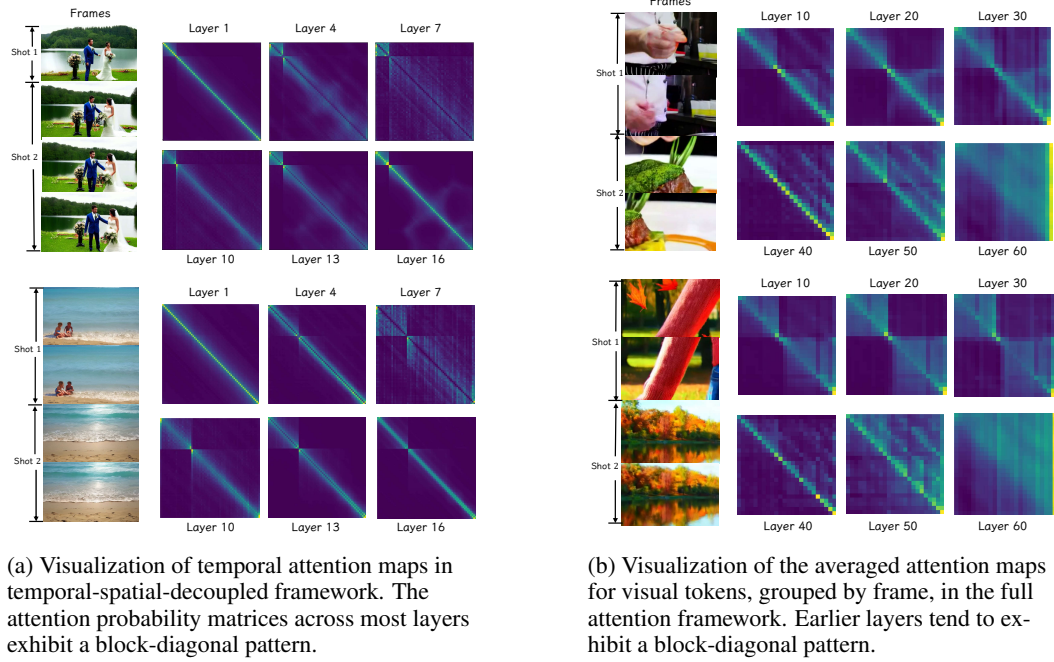 Frames
Shot 1
Shot 2
Layer 1
Layer 4
Layer 7
Layer 10
Layer 13
Layer 16
Shot 1
Shot 2
Layer 1
Layer 4
Layer 7
Layer 10
Layer 13
Layer 16
(a) Visualization of temporal attention maps in
temporal-spatial-decoupled framework. The
attention probability matrices across most layers
exhibit a block-diagonal pattern.
Frames
Shot 1
Shot 2
Layer 10
Layer 20
Layer 30
Layer 40
Layer 50
Layer 60
Shot 1
Shot 2
Layer 10
Layer 20
Layer 30
Layer 40
Layer 50
Layer 60
(b) Visualization of the averaged attention maps
for visual tokens, grouped by frame, in the full
attention framework. Earlier layers tend to ex-
hibit a block-diagonal pattern.